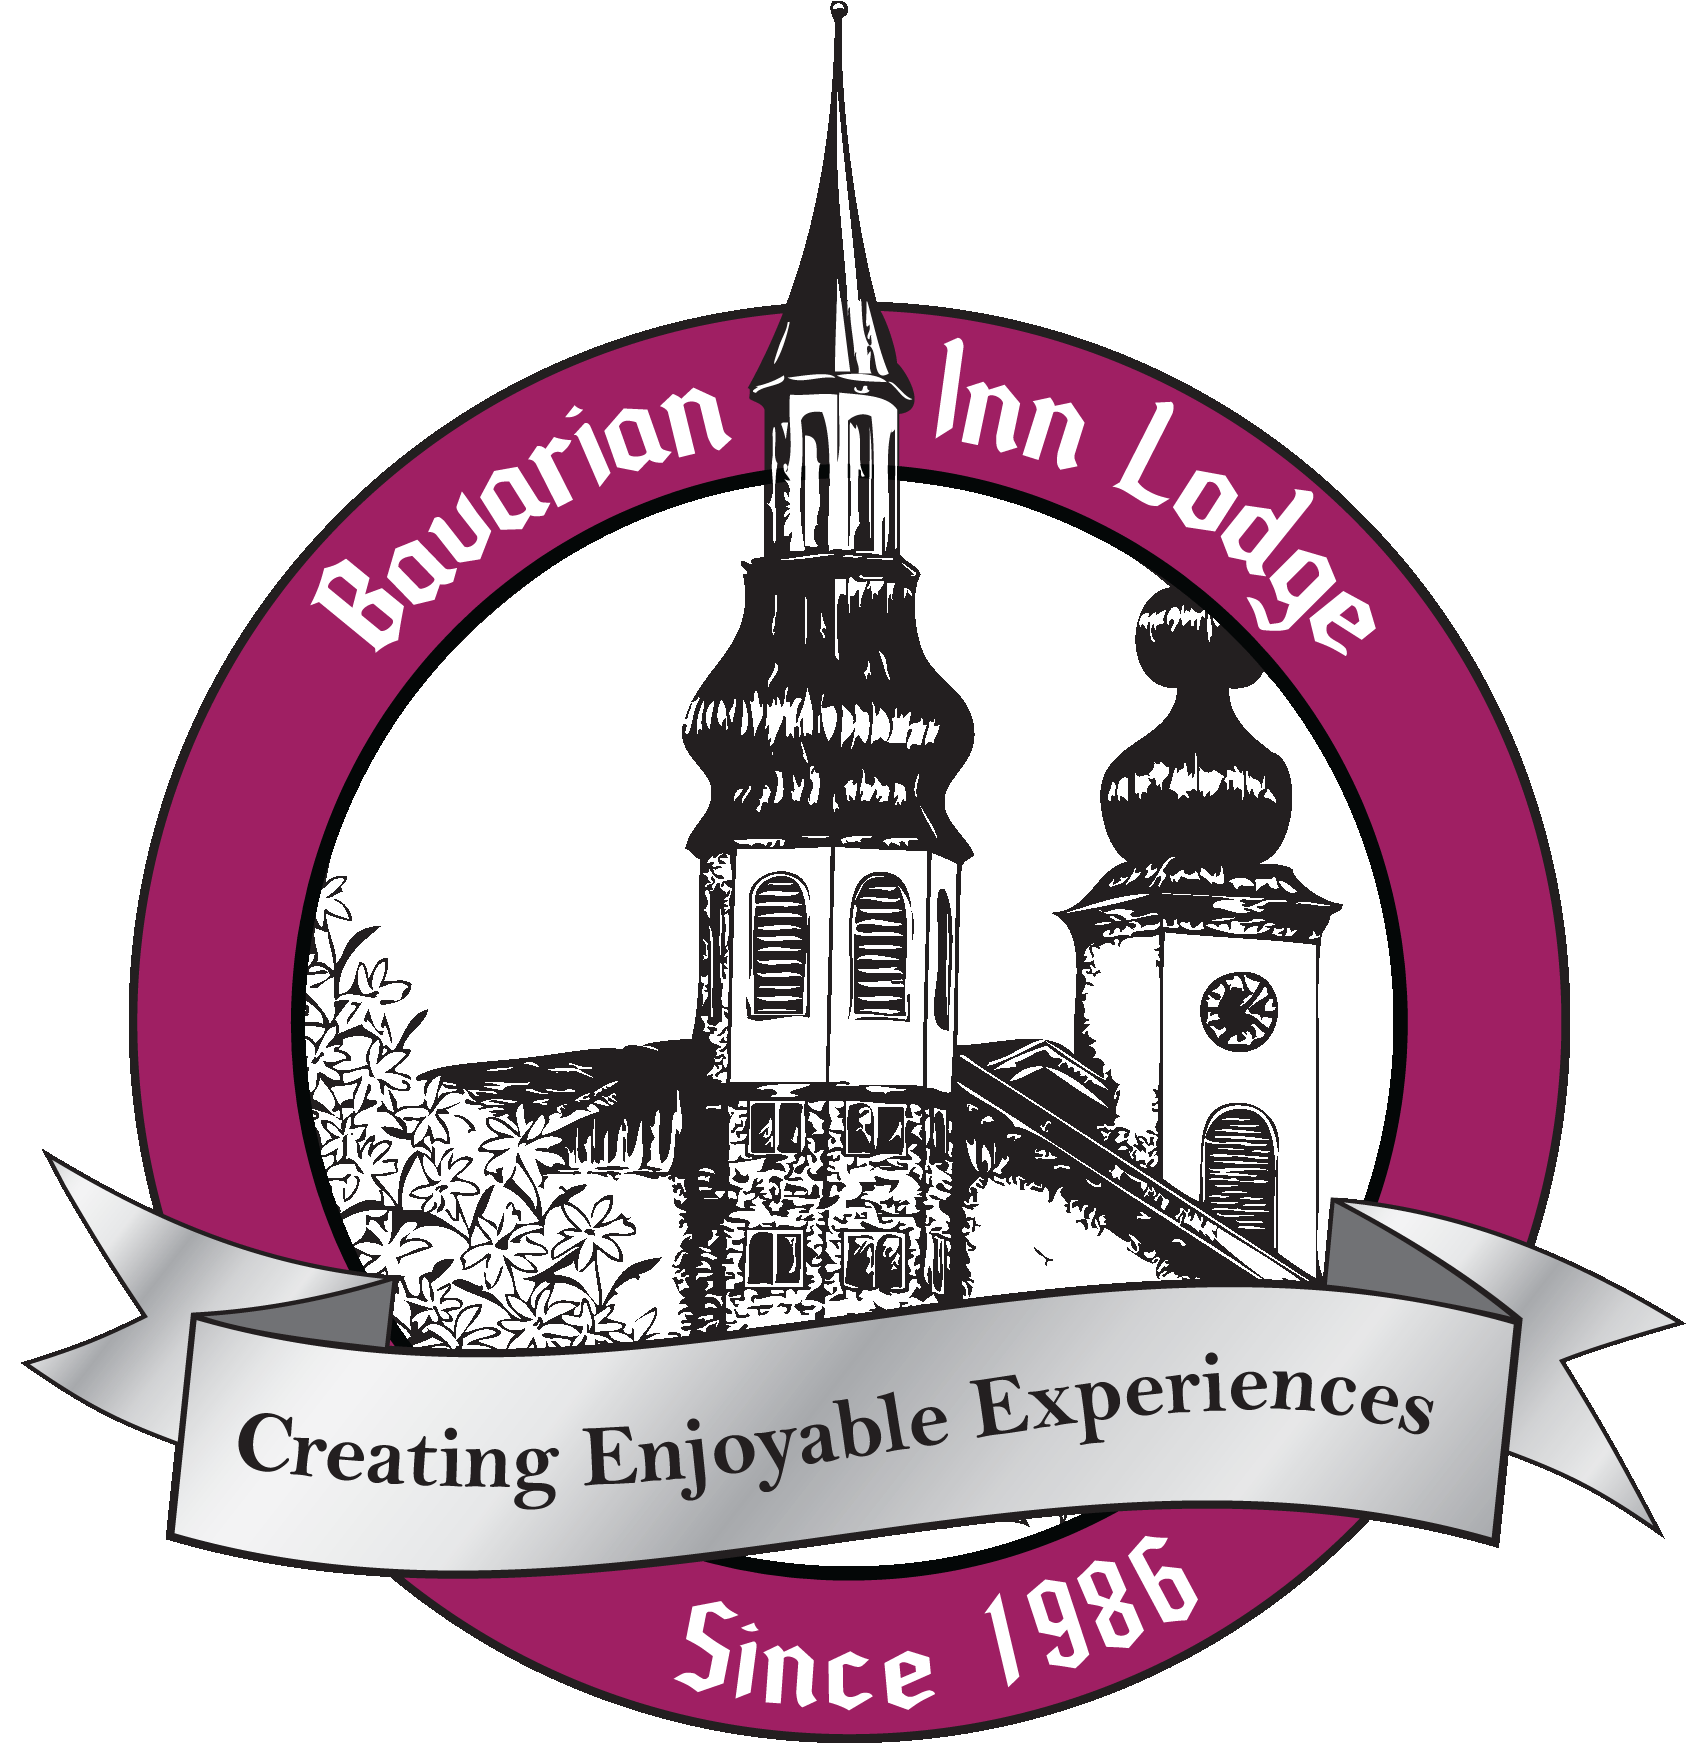 Bavarian Inn Lodge
Creating Enjoyable Experiences
Since 1986